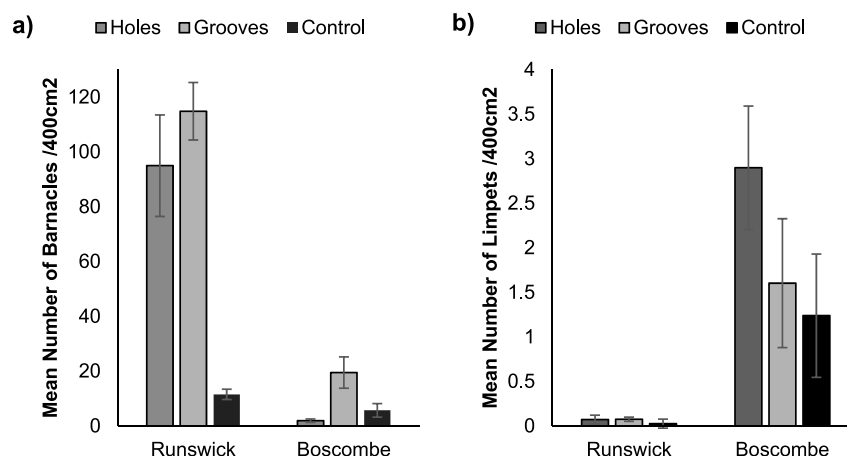 a)
Holes Grooves Control
Mean Number of Barnacles /400cm2
120
100
80
60
40
20
0
Runswick Boscombe
b)
Holes Grooves Control
Mean Number of Limpets /400cm2
4
3.5
3
2.5
2
1.5
1
0.5
0
Runswick Boscombe